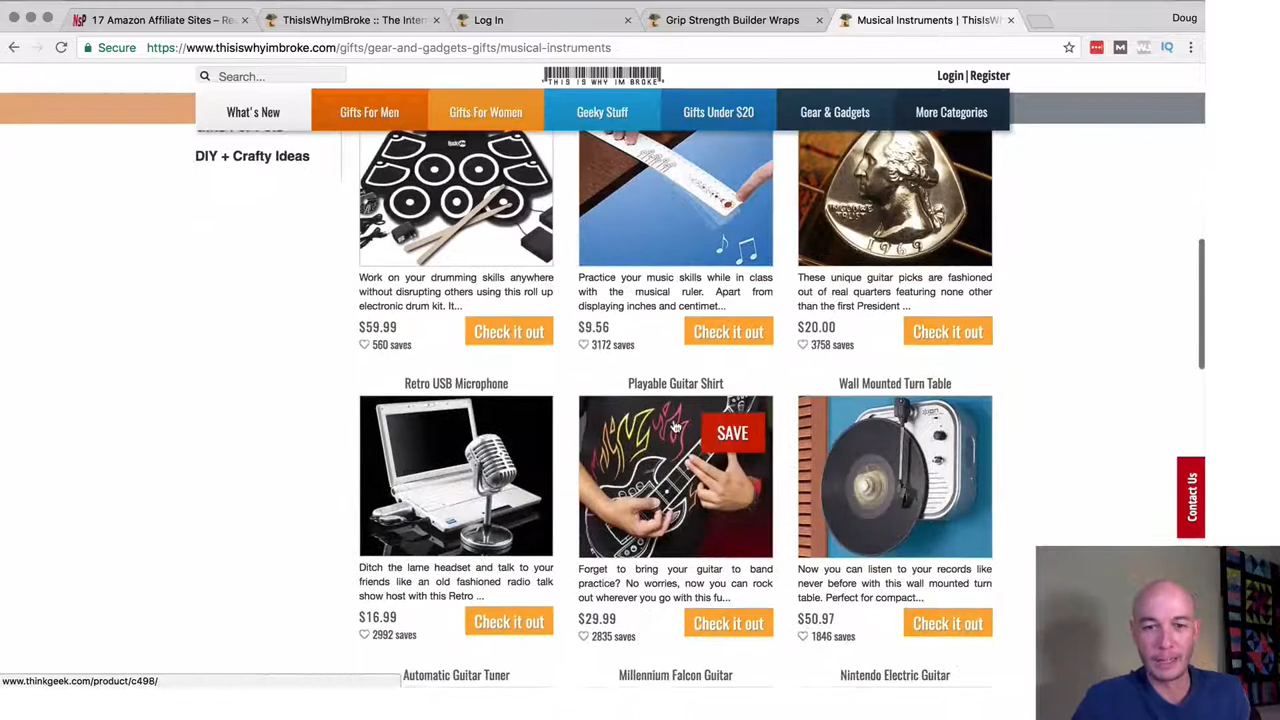 17 Amazon Affiliate Sites – Re
ThisIsWhyImBroke :: The Inter
Log In
Grip Strength Builder Wraps
Musical Instruments | ThisIsW
Doug
Secure
https://www.thisiswhyimbroke.com/gifts/gear-and-gadgets-gifts/musical-instruments
Search...
THIS IS WHY IM BROKE
Login | Register
What's New
Gifts For Men
Gifts For Women
Geeky Stuff
Gifts Under $20
Gear & Gadgets
More Categories
DIY + Crafty Ideas
Work on your drumming skills anywhere
without disrupting others using this roll up
electronic drum kit. It...
$59.99
Check it out
560 saves
Practice your music skills while in class
with the musical ruler. Apart from
displaying inches and centimet...
$9.56
Check it out
3172 saves
1969
These unique guitar picks are fashioned
out of real quarters featuring none other
than the first President ...
$20.00
Check it out
3758 saves
Retro USB Microphone
Ditch the lame headset and talk to your
friends like an old fashioned radio talk
show host with this Retro ...
$16.99
Check it out
2992 saves
Playable Guitar Shirt
SAVE
Forget to bring your guitar to band
practice? No worries, now you can rock
out wherever you go with this fu...
$29.99
Check it out
2835 saves
Wall Mounted Turn Table
ion
Now you can listen to your records like
never before with this wall mounted turn
table. Perfect for compact...
$50.97
Check it out
1846 saves
Automatic Guitar Tuner
Millennium Falcon Guitar
Nintendo Electric Guitar
Contact Us
www.thinkgeek.com/product/c498/